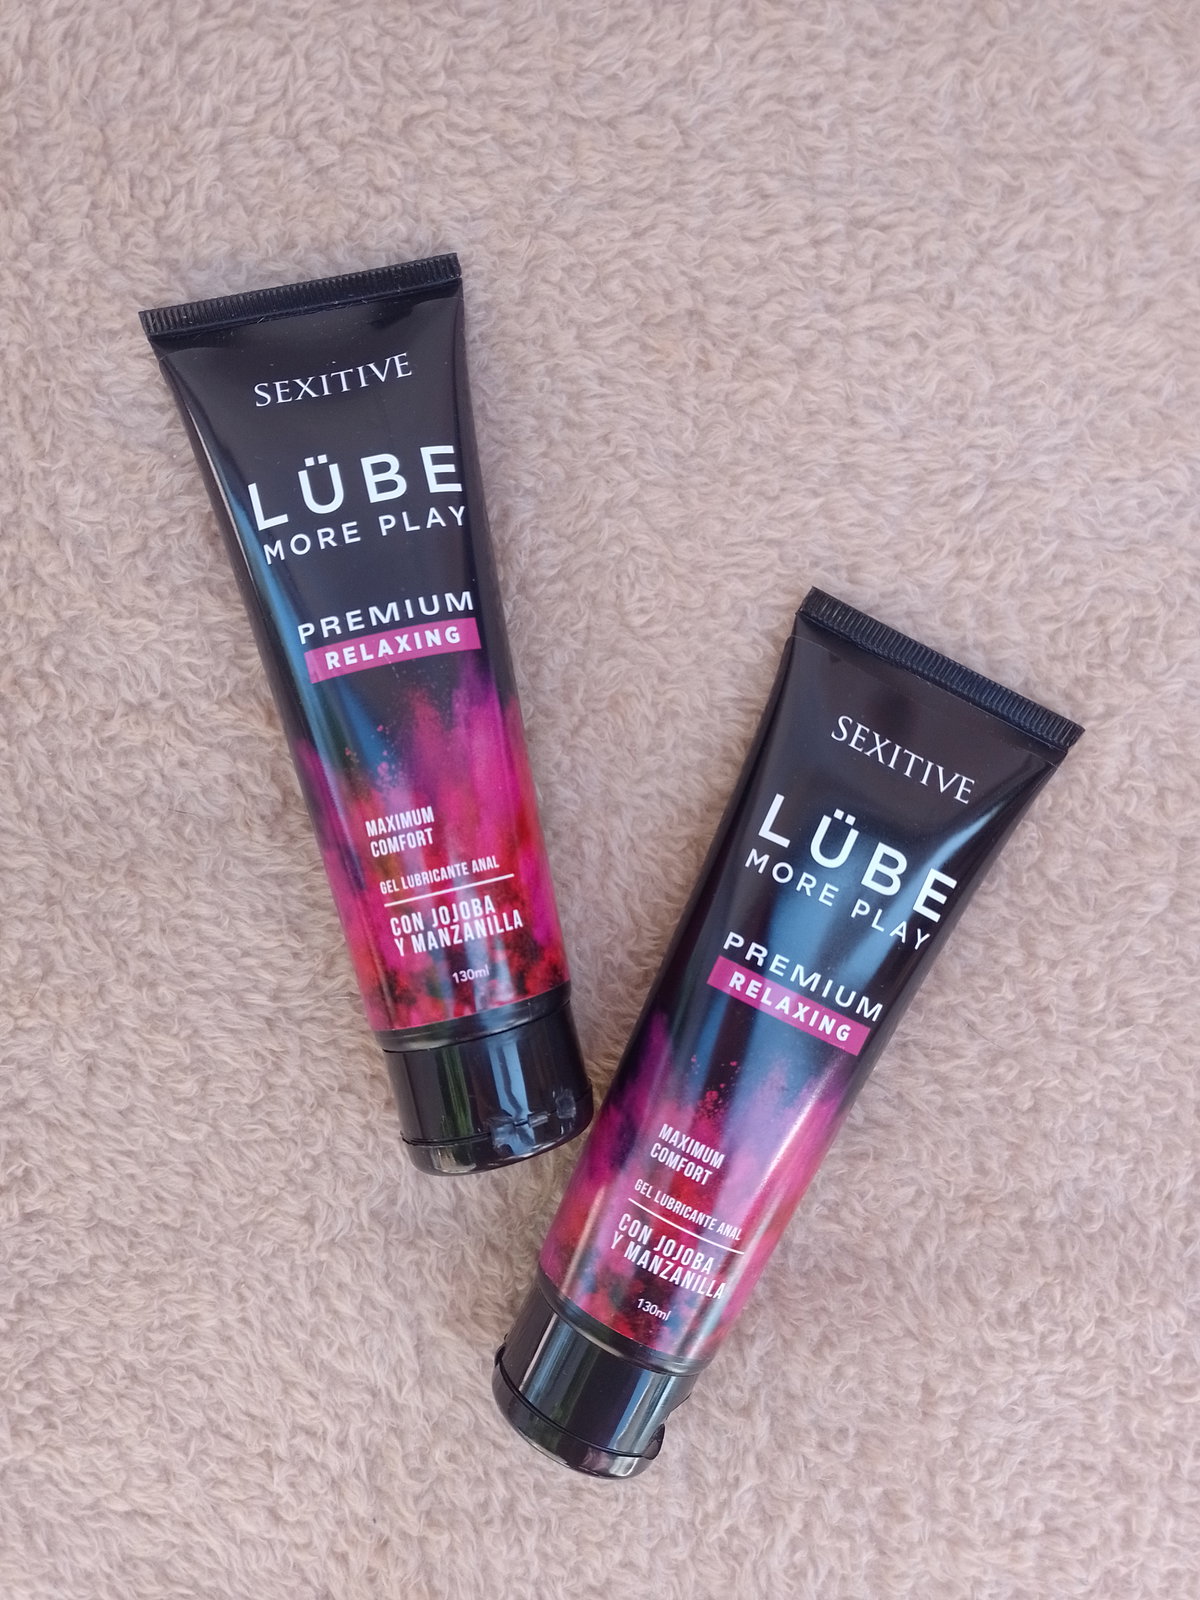 SEXITIVE
LÜBE
MORE PLAY
PREMIUM
RELAXING
MAXIMUM
COMFORT
GEL LUBRICANTE ANAL
CON JOJOBA
Y MANZANILLA
130ml
SEXITIVE
LÜBE
MORE PLAY
PREMIUM
RELAXING
MAXIMUM
COMFORT
GEL LUBRICANTE ANAL
CON JOJOBA
Y MANZANILLA
130ml